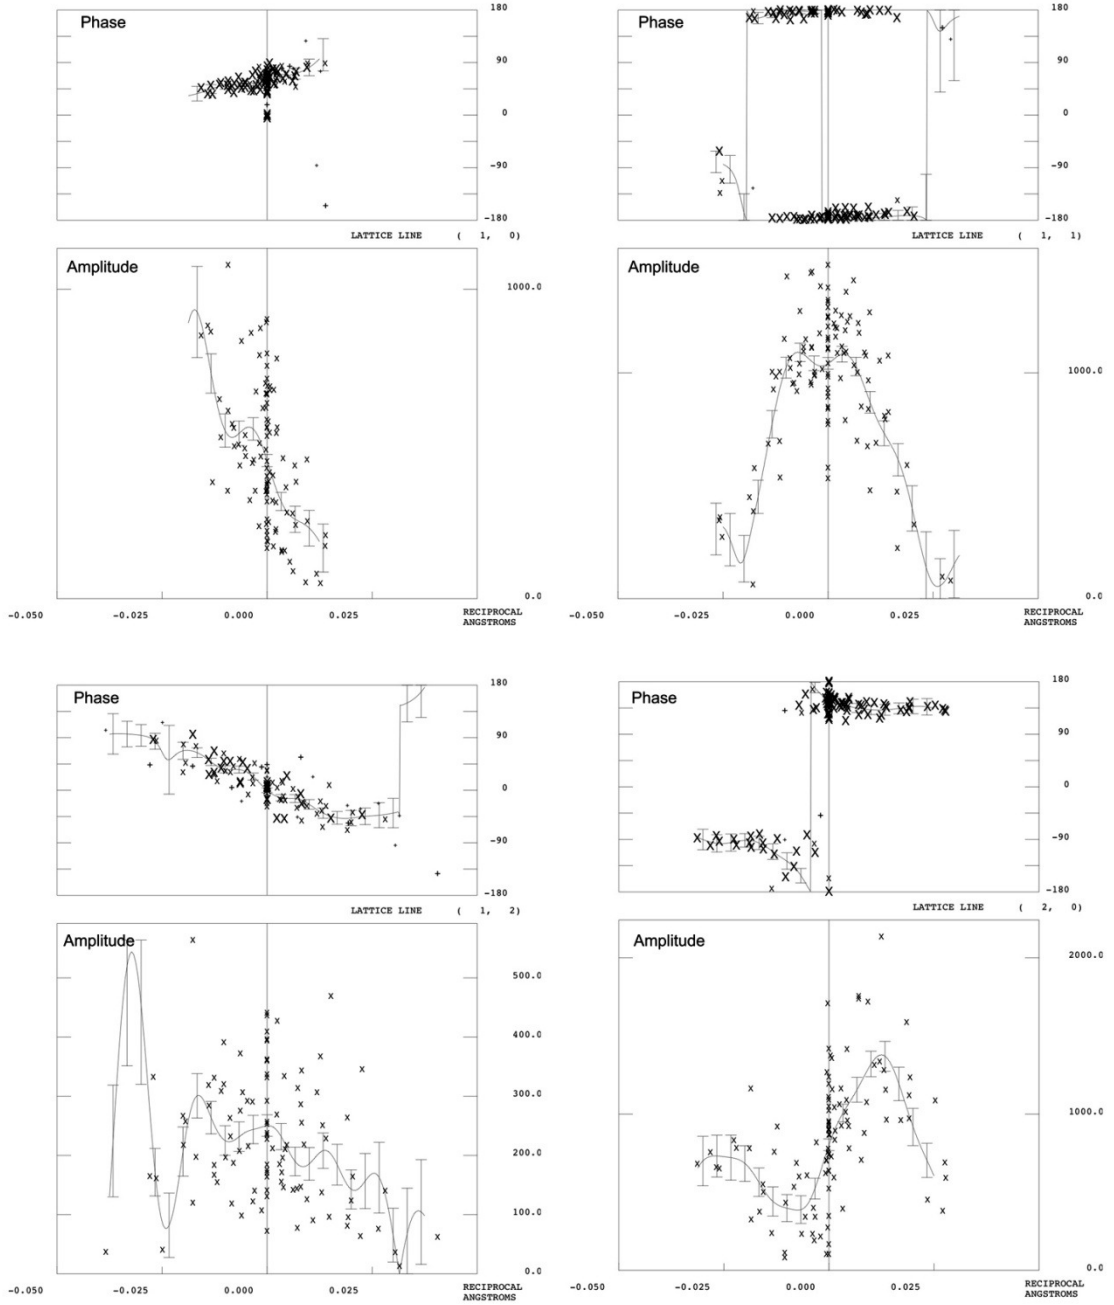 Phase
180
90
0
-90
-180
LATTICE LINE ( 1, 0)
Amplitude
1000.0
0.0
-0.050 -0.025 0.000 0.025 RECIPROCAL
ANGSTROMS
Phase
180
90
0
-90
-180
LATTICE LINE ( 1, 1)
Amplitude
1000.0
0.0
-0.050 -0.025 0.000 0.025 RECIPROCAL
ANGSTROMS
Phase
180
90
0
-90
-180
LATTICE LINE ( 1, 2)
Amplitude
500.0
400.0
300.0
200.0
100.0
0.0
-0.050 -0.025 0.000 0.025 RECIPROCAL
ANGSTROMS
Phase
180
90
0
-90
-180
LATTICE LINE ( 2, 0)
Amplitude
2000.0
1000.0
0.0
-0.050 -0.025 0.000 0.025 RECIPROCAL
ANGSTROMS